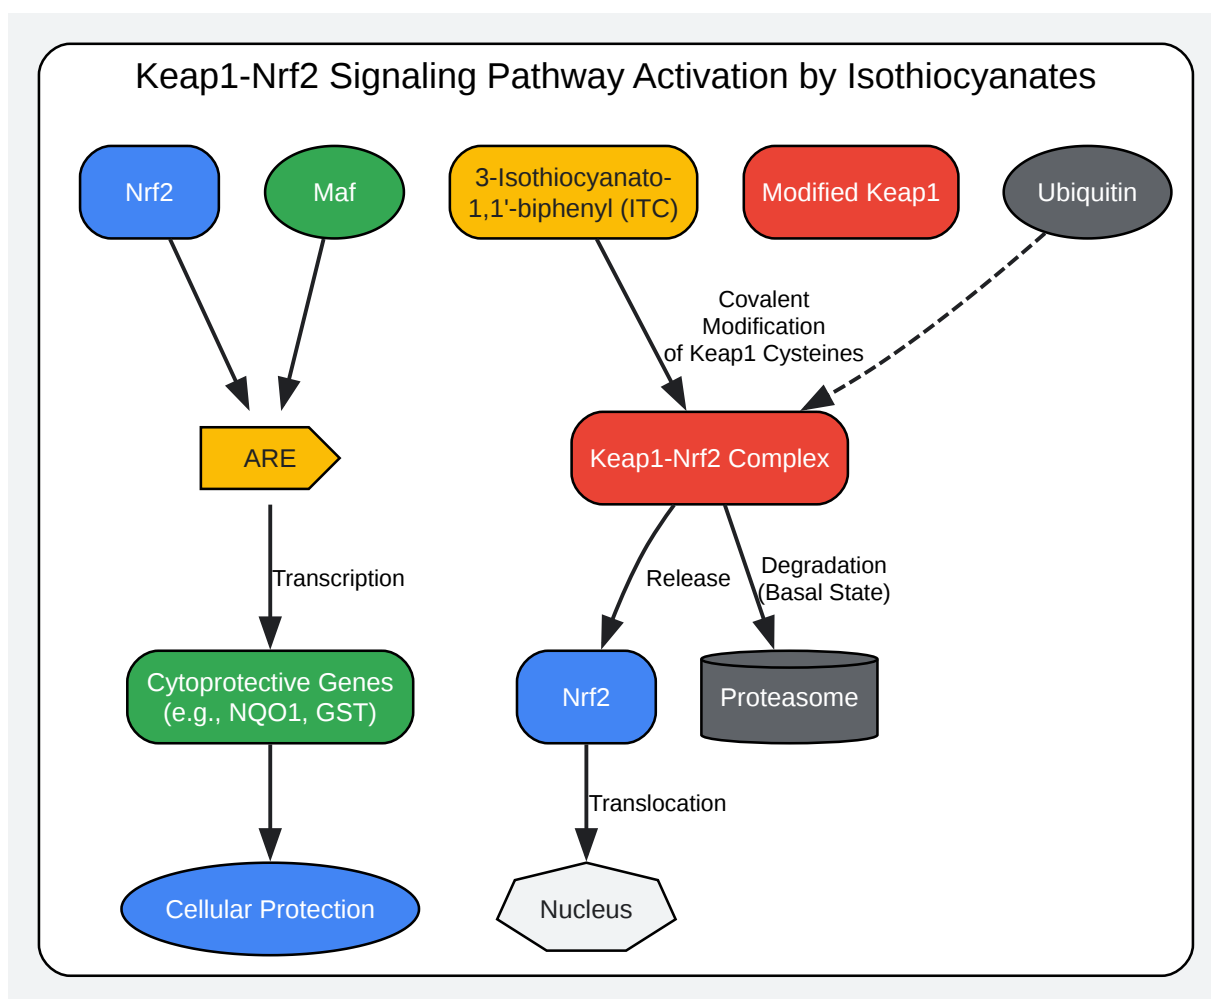 Keap1-Nrf2 Signaling Pathway Activation by Isothiocyanates
Nrf2
Maf
3-Isothiocyanato-
1,1'-biphenyl (ITC)
Modified Keap1
Ubiquitin
Covalent
Modification
of Keap1 Cysteines
ARE
Keap1-Nrf2 Complex
Transcription
Release
Degradation
(Basal State)
Cytoprotective Genes
(e.g., NQO1, GST)
Nrf2
Proteasome
Translocation
Cellular Protection
Nucleus